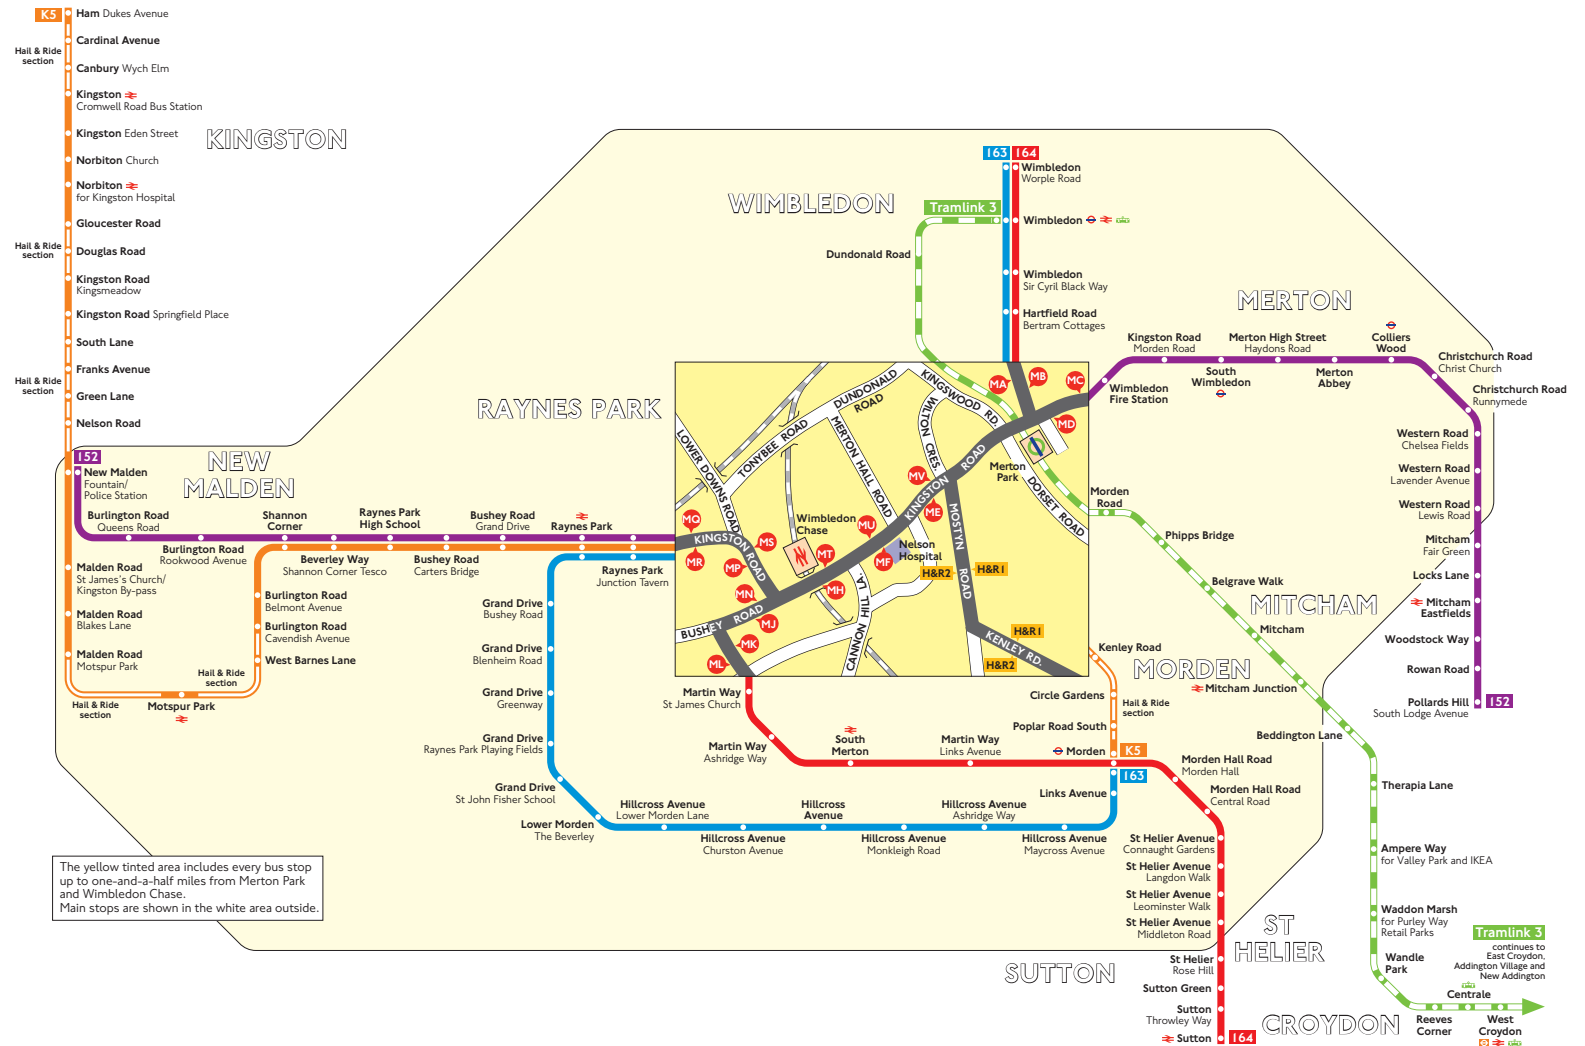 K5
Ham Dukes Avenue
Cardinal Avenue
Hail & Ride
section
Canbury Wych Elm
Kingston
Cromwell Road Bus Station
Kingston Eden Street
Norbiton Church
Norbiton
for Kingston Hospital
Gloucester Road
Hail & Ride
section
Douglas Road
Kingston Road
Kingsmeadow
Kingston Road Springfield Place
South Lane
Franks Avenue
Hail & Ride
section
Green Lane
Nelson Road
KINGSTON
152
New Malden
Fountain/
Police Station
NEW
MALDEN
Burlington Road
Queens Road
Burlington Road
Rookwood Avenue
Shannon
Corner
Beverley Way
Shannon Corner Tesco
Raynes Park
High School
Bushey Road
Carters Bridge
Bushey Road
Grand Drive
Raynes Park
Raynes Park
Junction Tavern
RAYNES PARK
Malden Road
St James's Church/
Kingston By-pass
Malden Road
Blakes Lane
Malden Road
Motspur Park
Hail & Ride
section
Motspur Park
Hail & Ride
section
Burlington Road
Belmont Avenue
Burlington Road
Cavendish Avenue
West Barnes Lane
Grand Drive
Bushey Road
Grand Drive
Blenheim Road
Grand Drive
Greenway
Grand Drive
Raynes Park Playing Fields
Grand Drive
St John Fisher School
Lower Morden
The Beverley
Hillcross Avenue
Lower Morden Lane
Hillcross Avenue
Churston Avenue
Hillcross
Avenue
Hillcross Avenue
Monkleigh Road
Hillcross Avenue
Ashridge Way
Hillcross Avenue
Maycross Avenue
Links Avenue
163
WIMBLEDON
163
164
Wimbledon
Worple Road
Tramlink 3
Wimbledon
Dundonald Road
Wimbledon
Sir Cyril Black Way
Hartfield Road
Bertram Cottages
MA
MB
MC
MD
MV
ME
MU
MF
MQ
MR
MS
MP
MT
MH
MN
MJ
MK
ML
LOWER DOWNS ROAD
TONYBEE ROAD
DUNDONALD
ROAD
MERTON HALL ROAD
KINGSWOOD RD.
WILTON CRES.
KINGSTON
ROAD
DORSET ROAD
MOSTYN
ROAD
KINGSTON ROAD
BUSHEY ROAD
CANNON HILL LA.
KENLEY RD.
Merton
Park
Wimbledon
Chase
Nelson
Hospital
H&R2
H&R1
H&R1
H&R2
MERTON
Wimbledon
Fire Station
Kingston Road
Morden Road
South
Wimbledon
Merton High Street
Haydons Road
Merton
Abbey
Colliers
Wood
Christchurch Road
Christ Church
Christchurch Road
Runnymede
Western Road
Chelsea Fields
Western Road
Lavender Avenue
Western Road
Lewis Road
Mitcham
Fair Green
Locks Lane
Mitcham
Eastfields
Woodstock Way
Rowan Road
Pollards Hill
South Lodge Avenue
152
Morden
Road
Phipps Bridge
Belgrave Walk
MITCHAM
Mitcham
Mitcham Junction
Beddington Lane
Therapia Lane
Ampere Way
for Valley Park and IKEA
Waddon Marsh
for Purley Way
Retail Parks
Wandle
Park
Reeves
Corner
Centrale
West
Croydon
Tramlink 3
continues to
East Croydon,
Addington Village and
New Addington
CROYDON
Kenley Road
MORDEN
Circle Gardens
Hail & Ride
section
Poplar Road South
Morden
K5
Martin Way
St James Church
Martin Way
Ashridge Way
South
Merton
Martin Way
Links Avenue
Morden Hall Road
Morden Hall
Morden Hall Road
Central Road
St Helier Avenue
Connaught Gardens
St Helier Avenue
Langdon Walk
St Helier Avenue
Leominster Walk
St Helier Avenue
Middleton Road
ST
HELIER
St Helier
Rose Hill
SUTTON
Sutton Green
Sutton
Throwley Way
Sutton
164
The yellow tinted area includes every bus stop
up to one-and-a-half miles from Merton Park
and Wimbledon Chase.
Main stops are shown in the white area outside.